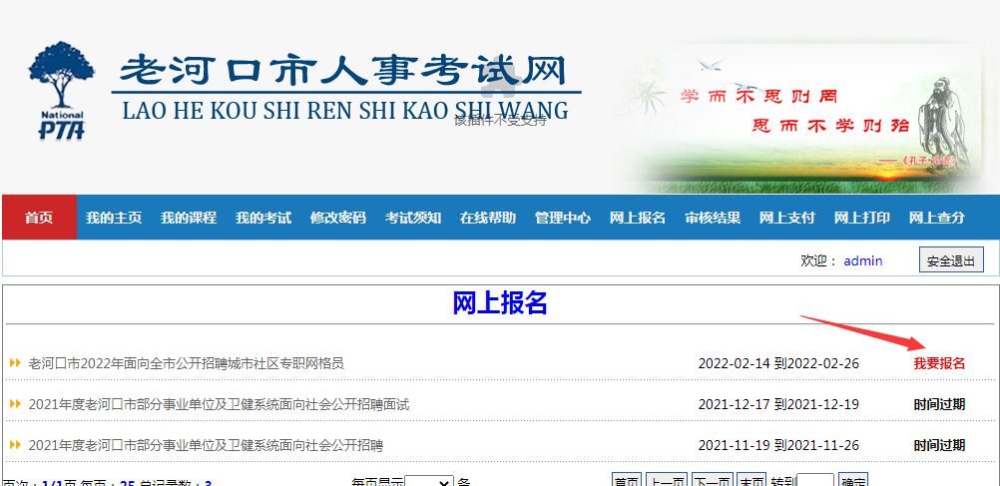 老河口市人事考试网
LAO HE KOU SHI REN SHI KAO SHI WANG
National
PTA
该插件不受支持
学而不思则罔
思而不学则殆
——《孔子·论语》
首页 我的主页 我的课程 我的考试 修改密码 考试须知 在线帮助 管理中心 网上报名 审核结果 网上支付 网上打印 网上查分
欢迎： admin 安全退出
网上报名
老河口市2022年面向全市公开招聘城市社区专职网格员 2022-02-14 到2022-02-26 我要报名
2021年度老河口市部分事业单位及卫健系统面向社会公开招聘面试 2021-12-17 到2021-12-19 时间过期
2021年度老河口市部分事业单位及卫健系统面向社会公开招聘 2021-11-19 到2021-11-26 时间过期
页次：1/1页 每页：25 总记录数：3 每页显示 条 首页 上一页 下一页 末页 转到 确定